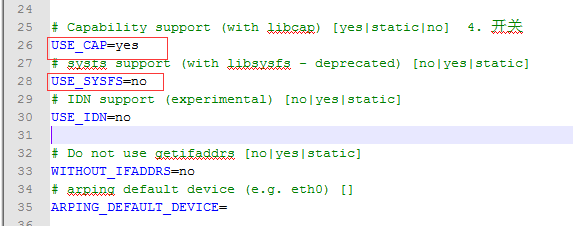 24
25 # Capability support (with libcap) [yes|static|no] 4. 开关
26 USE_CAP=yes
27 # sysfs support (with libsysfs - deprecated) [no|yes|static]
28 USE_SYSFS=no
29 # IDN support (experimental) [no|yes|static]
30 USE_IDN=no
31
32 # Do not use getifaddrs [no|yes|static]
33 WITHOUT_IFADDRS=no
34 # arping default device (e.g. eth0) []
35 ARPING_DEFAULT_DEVICE=
36